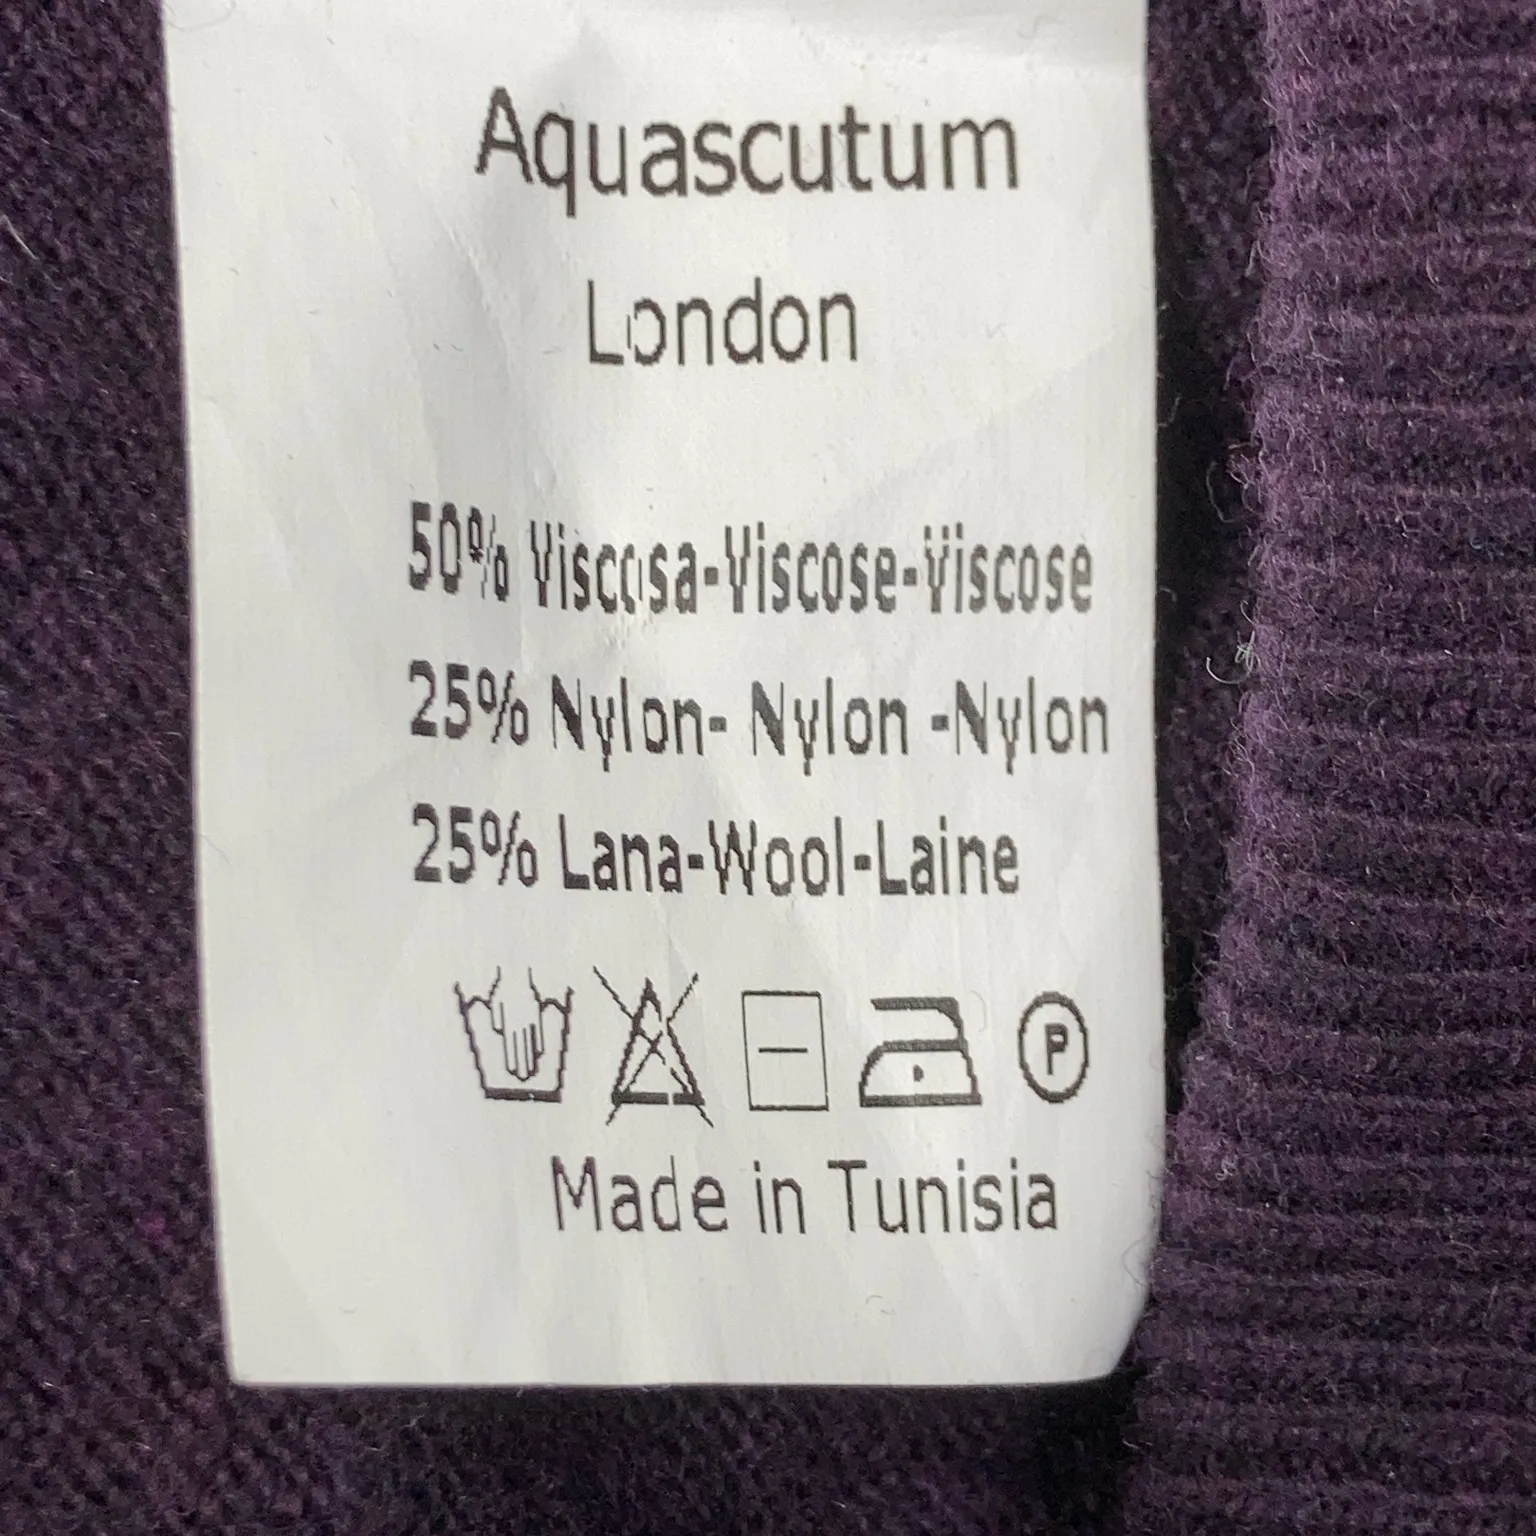 Aquascutum
London
50% Viscosa-Viscose-Viscose
25% Nylon- Nylon -Nylon
25% Lana-Wool-Laine
P
Made in Tunisia